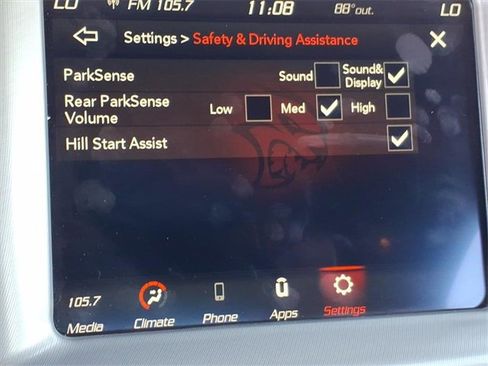 LO FM 105.7 11:08 88° out. LO
Settings > Safety & Driving Assistance
ParkSense Sound Sound&
Display
Rear ParkSense
Volume Low Med High
Hill Start Assist
105.7
Media Climate Phone Apps Settings